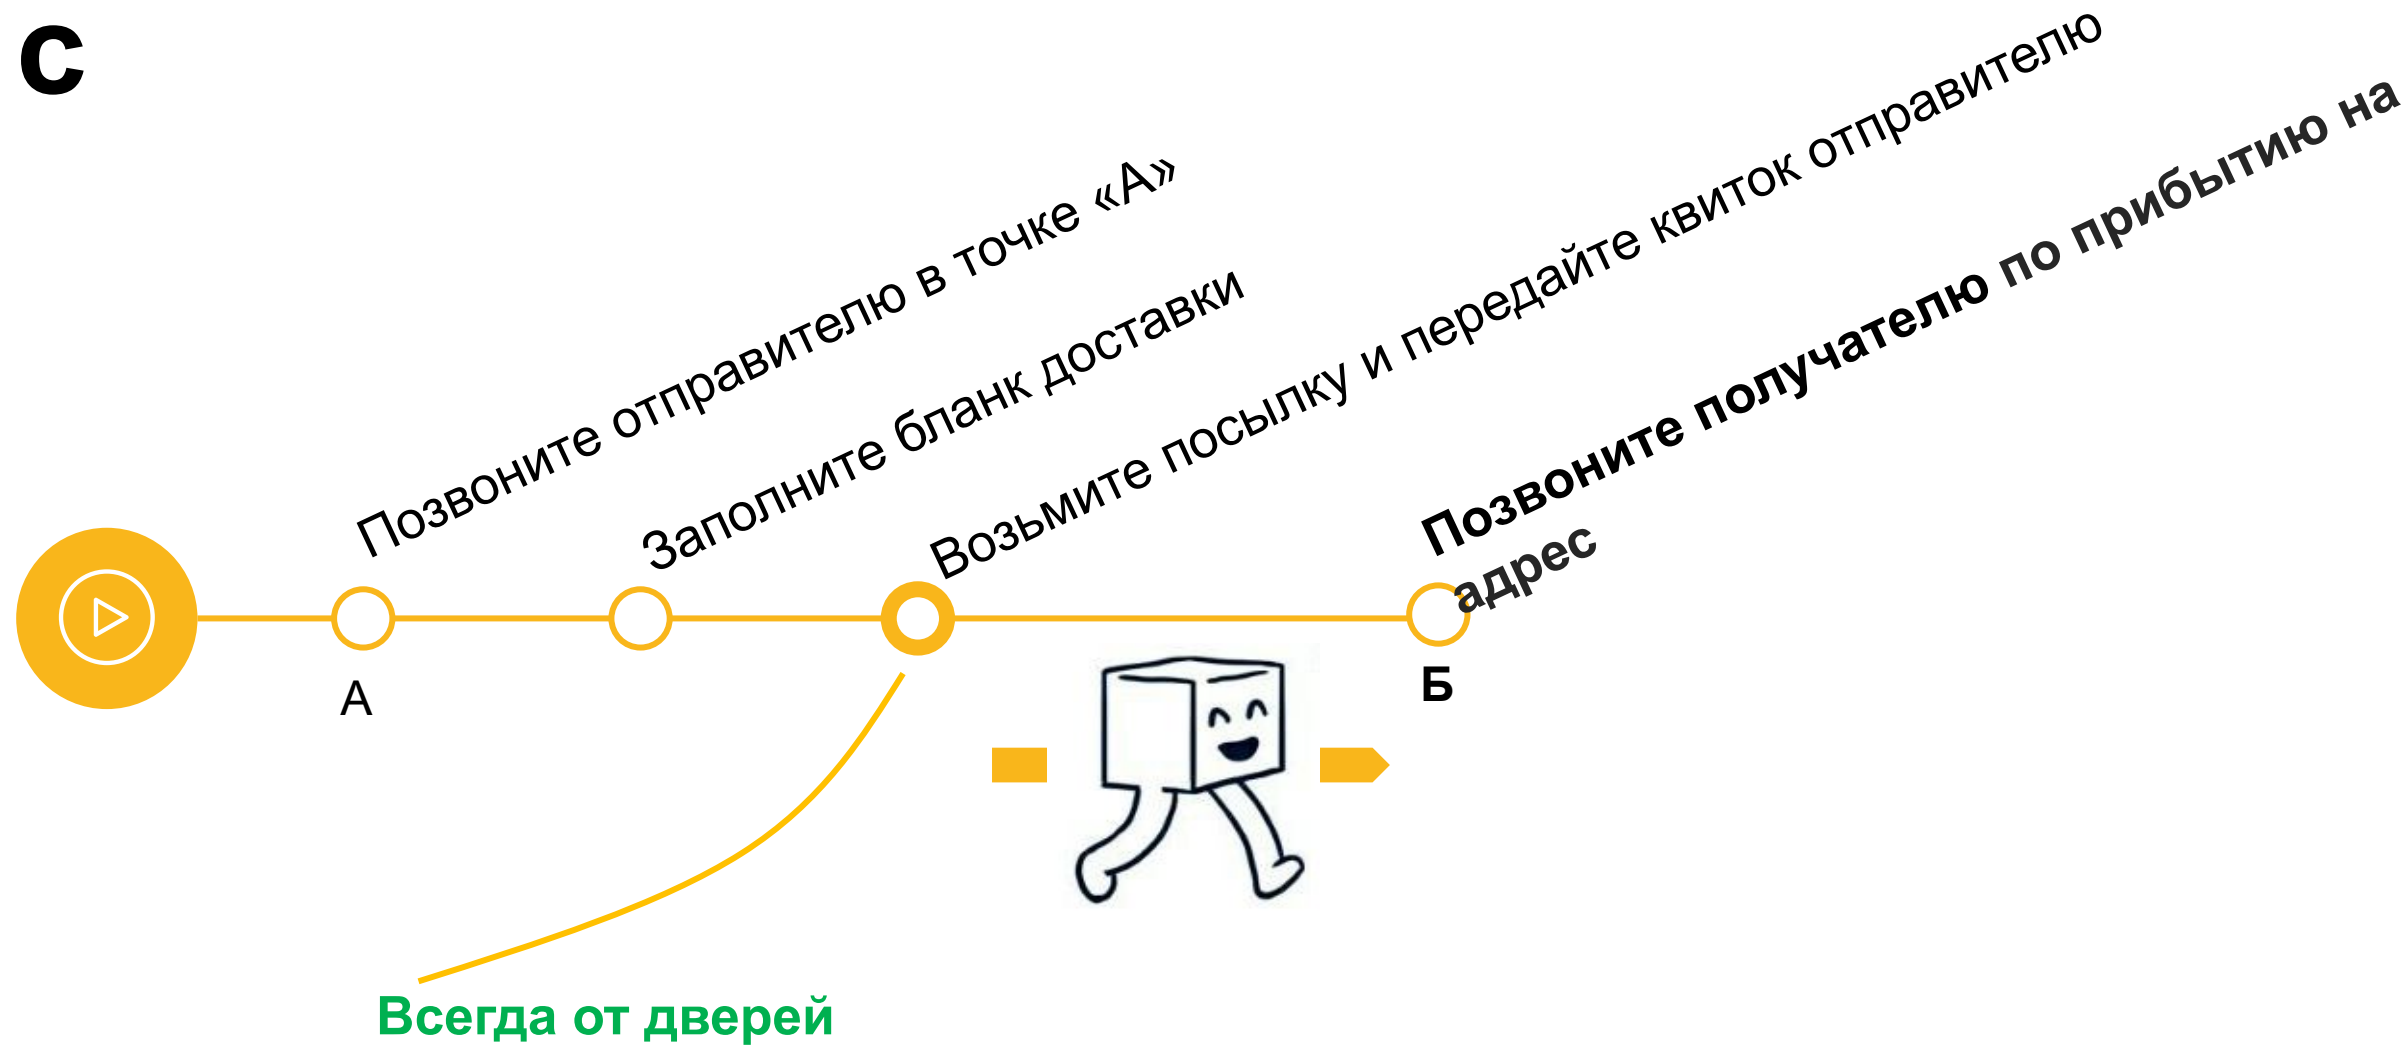 с
Позвоните отправителю в точке «А»
Заполните бланк доставки
Возьмите посылку и передайте квиток отправителю
Позвоните получателю по прибытию на
адрес
А
Б
Всегда от дверей